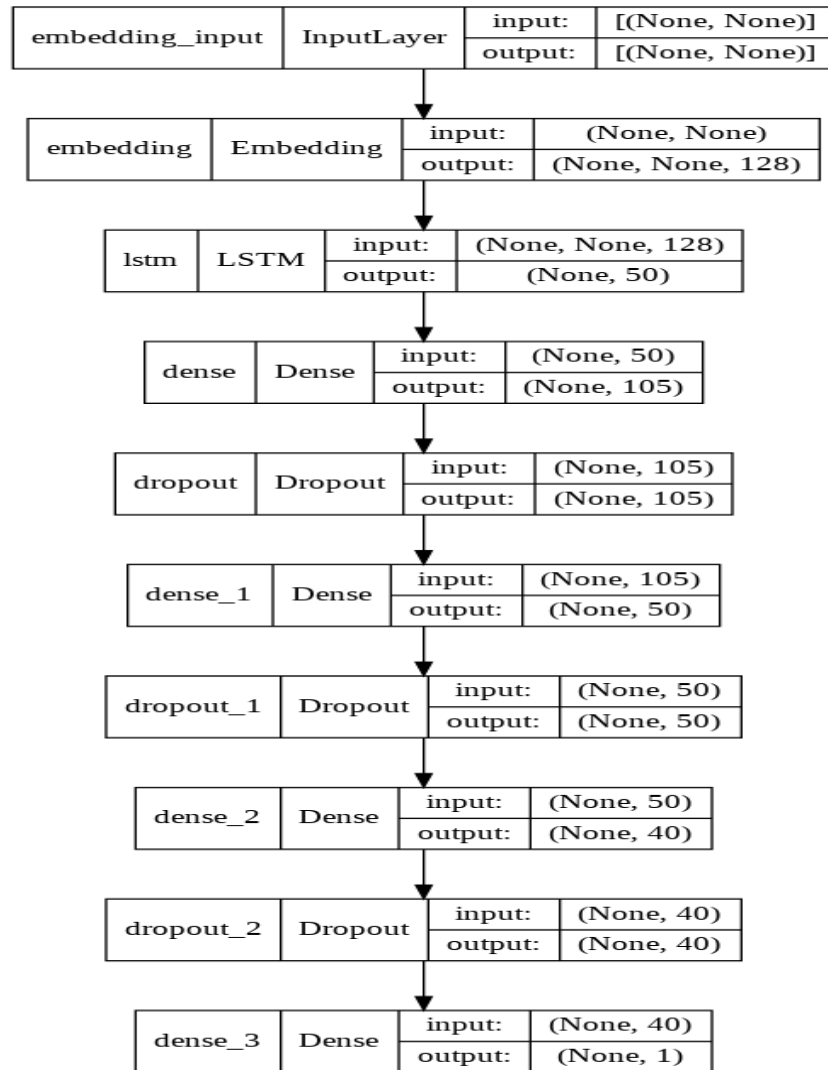 embedding_input InputLayer input: [(None, None)]
output: [(None, None)]
embedding Embedding input: (None, None)
output: (None, None, 128)
lstm LSTM input: (None, None, 128)
output: (None, 50)
dense Dense input: (None, 50)
output: (None, 105)
dropout Dropout input: (None, 105)
output: (None, 105)
dense_1 Dense input: (None, 105)
output: (None, 50)
dropout_1 Dropout input: (None, 50)
output: (None, 50)
dense_2 Dense input: (None, 50)
output: (None, 40)
dropout_2 Dropout input: (None, 40)
output: (None, 40)
dense_3 Dense input: (None, 40)
output: (None, 1)